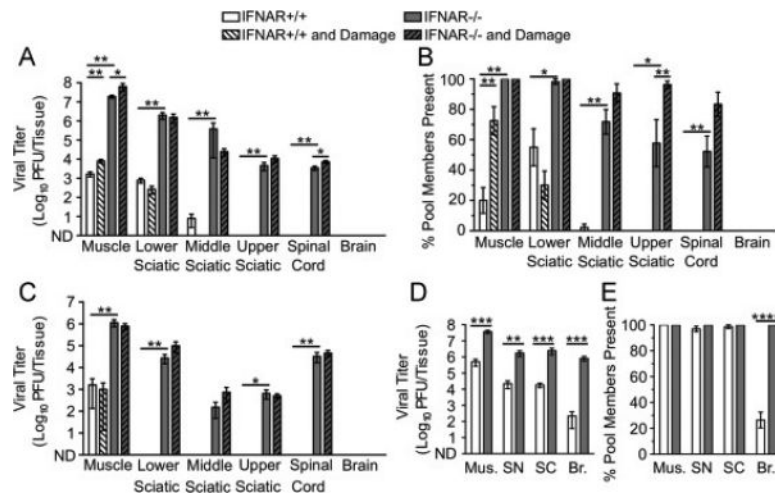 IFNAR+/+ IFNAR-/-
IFNAR+/+ and Damage IFNAR-/- and Damage
A
Viral Titer
(Log10 PFU/Tissue)
8
7
6
5
4
3
2
1
ND
** ** * ** ** ** ** *
Muscle Lower Middle Upper Spinal Brain
Sciatic Sciatic Sciatic Cord
B
% Pool Members Present
100
80
60
40
20
0
** ** * ** * ** **
Muscle Lower Middle Upper Spinal Brain
Sciatic Sciatic Sciatic Cord
C
Viral Titer
(Log10 PFU/Tissue)
7
6
5
4
3
2
1
ND
** ** * **
Muscle Lower Middle Upper Spinal Brain
Sciatic Sciatic Sciatic Cord
D
Viral Titer
(Log10 PFU/Tissue)
8
7
6
5
4
2
1
ND
*** ** *** ***
Mus. SN SC Br.
E
% Pool Members Present
100
80
60
40
20
0
****
Mus. SN SC Br.